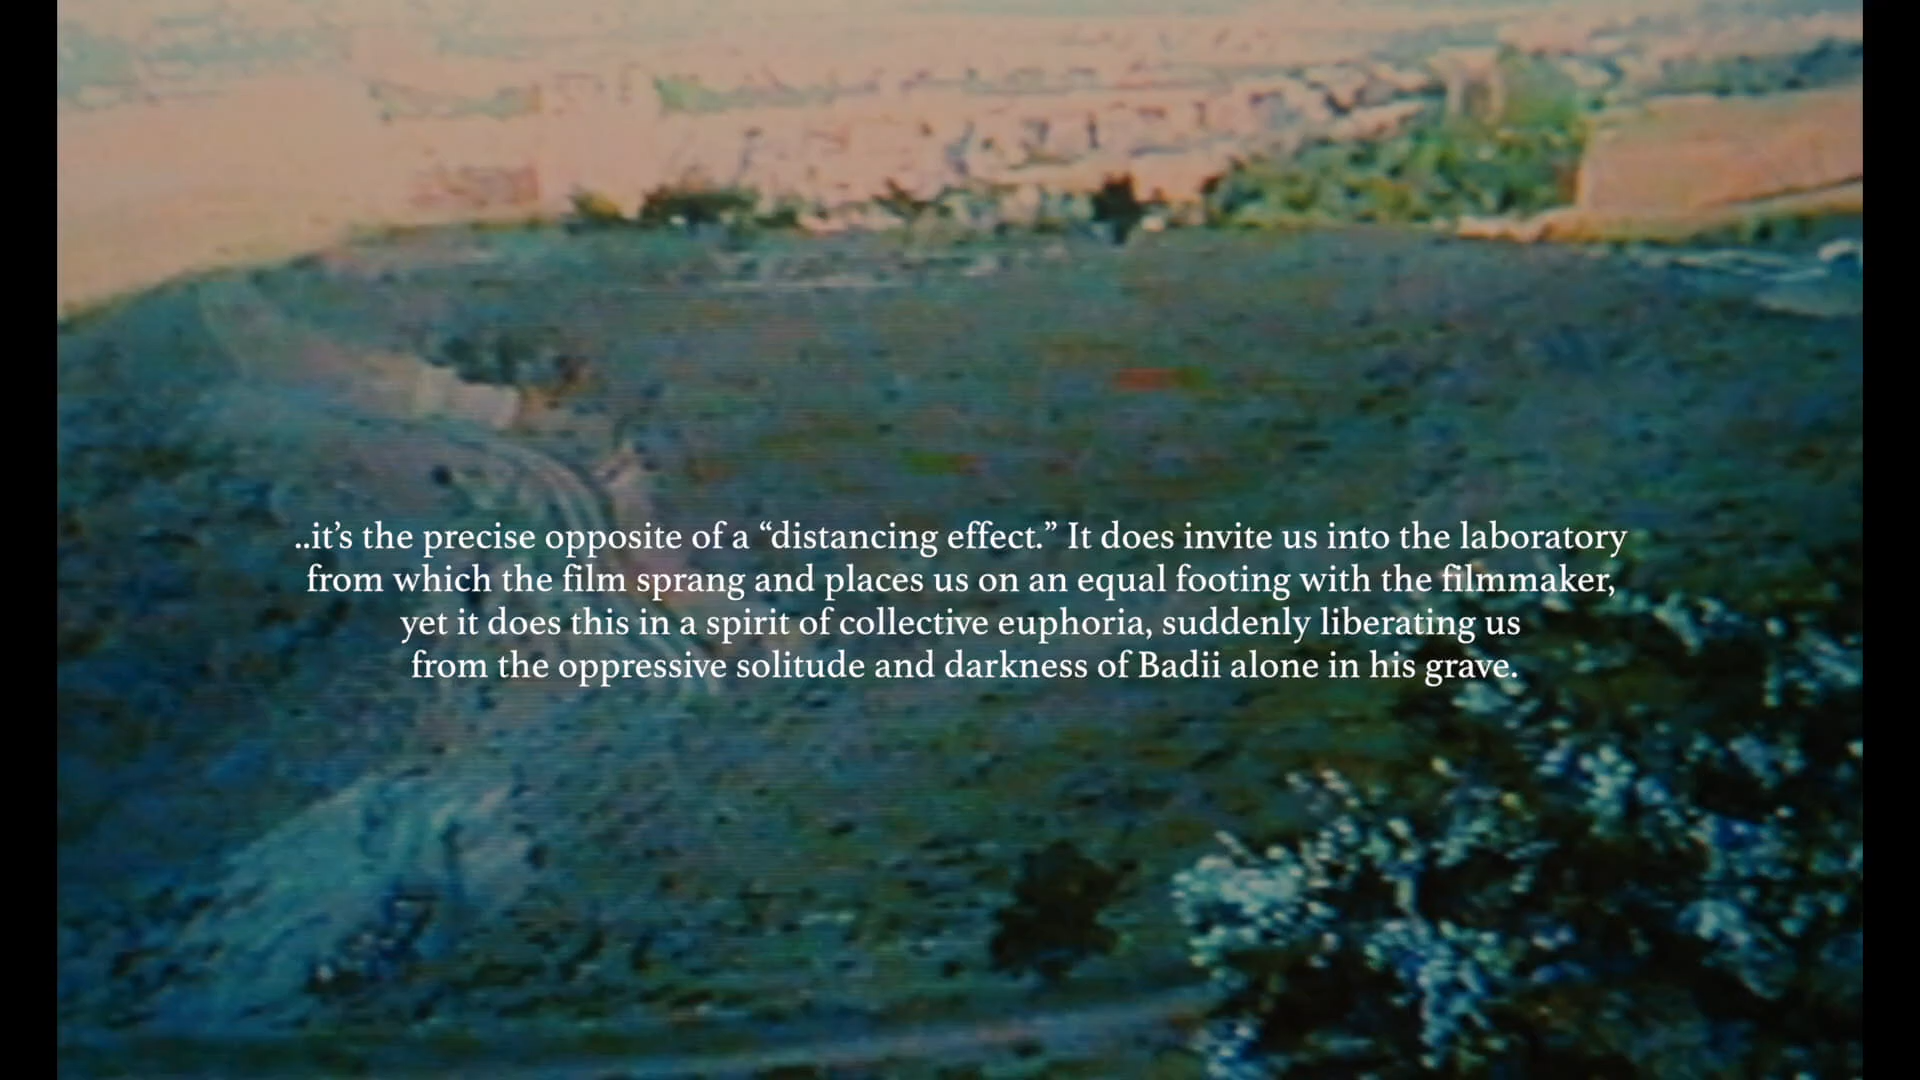 ..it’s the precise opposite of a “distancing effect.” It does invite us into the laboratory
from which the film sprang and places us on an equal footing with the filmmaker,
yet it does this in a spirit of collective euphoria, suddenly liberating us
from the oppressive solitude and darkness of Badii alone in his grave.